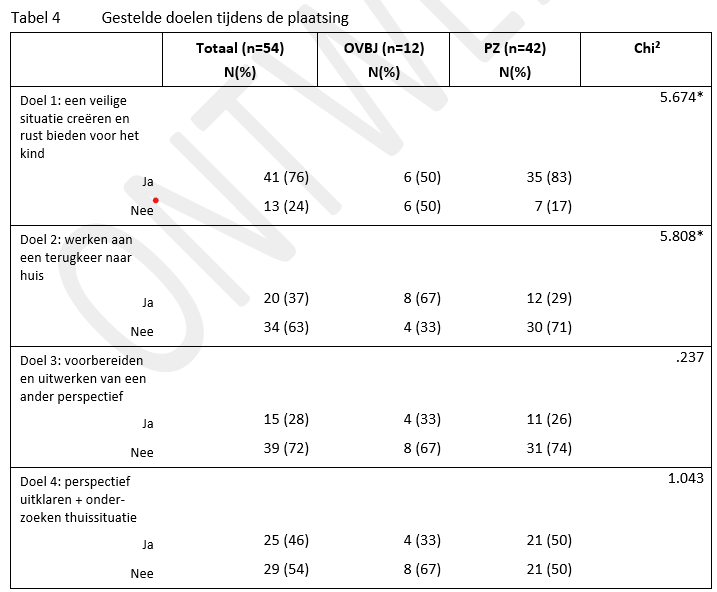 Tabel 4 Gestelde doelen tijdens de plaatsing
Totaal (n=54) OVBJ (n=12) PZ (n=42) Chi²
N(%) N(%) N(%)
Doel 1: een veilige 5.674*
situatie creëren en
rust bieden voor het
kind
Ja 41 (76) 6 (50) 35 (83)
Nee 13 (24) 6 (50) 7 (17)
Doel 2: werken aan 5.808*
een terugkeer naar
huis
Ja 20 (37) 8 (67) 12 (29)
Nee 34 (63) 4 (33) 30 (71)
Doel 3: voorbereiden .237
en uitwerken van een
ander perspectief
Ja 15 (28) 4 (33) 11 (26)
Nee 39 (72) 8 (67) 31 (74)
Doel 4: perspectief 1.043
uitklaren + onder-
zoeken thuissituatie
Ja 25 (46) 4 (33) 21 (50)
Nee 29 (54) 8 (67) 21 (50)
ONTWE